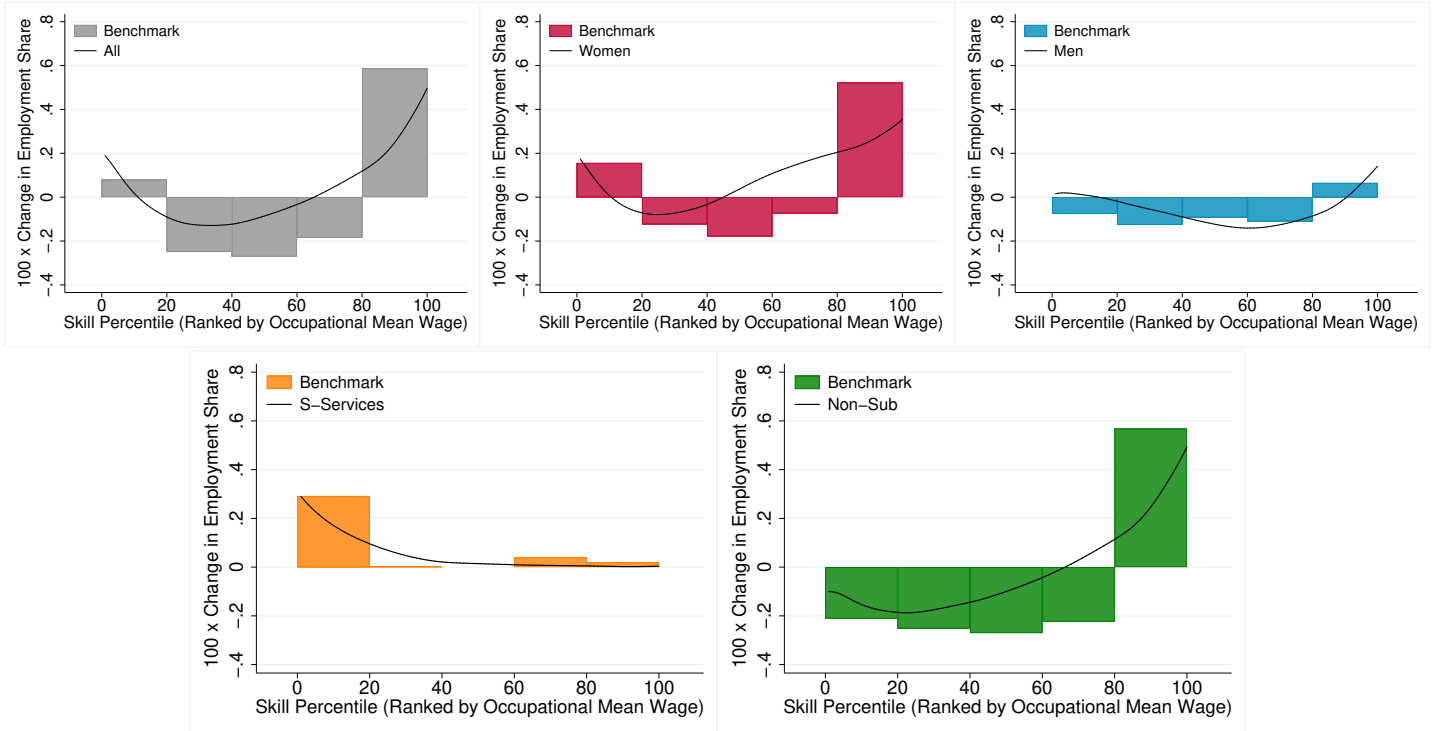 100 x Change in Employment Share
.8
.6
.4
.2
0
−.2
−.4
Benchmark
All
0 20 40 60 80 100
Skill Percentile (Ranked by Occupational Mean Wage)
100 x Change in Employment Share
.8
.6
.4
.2
0
−.2
−.4
Benchmark
Women
0 20 40 60 80 100
Skill Percentile (Ranked by Occupational Mean Wage)
100 x Change in Employment Share
.8
.6
.4
.2
0
−.2
−.4
Benchmark
Men
0 20 40 60 80 100
Skill Percentile (Ranked by Occupational Mean Wage)
100 x Change in Employment Share
.8
.6
.4
.2
0
−.2
−.4
Benchmark
S−Services
0 20 40 60 80 100
Skill Percentile (Ranked by Occupational Mean Wage)
100 x Change in Employment Share
.8
.6
.4
.2
0
−.2
−.4
Benchmark
Non−Sub
0 20 40 60 80 100
Skill Percentile (Ranked by Occupational Mean Wage)